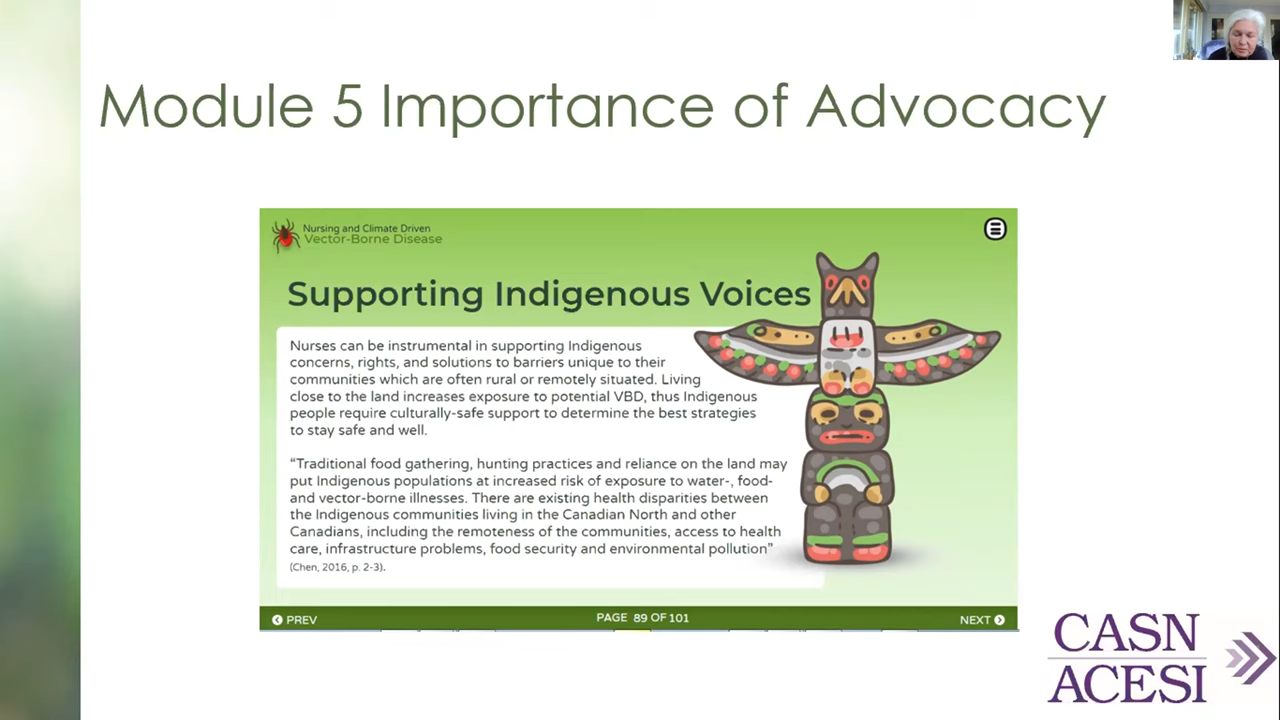 Module 5 Importance of Advocacy
Nursing and Climate Driven
Vector-Borne Disease
Supporting Indigenous Voices
Nurses can be instrumental in supporting Indigenous
concerns, rights, and solutions to barriers unique to their
communities which are often rural or remotely situated. Living
close to the land increases exposure to potential VBD, thus Indigenous
people require culturally-safe support to determine the best strategies
to stay safe and well.
“Traditional food gathering, hunting practices and reliance on the land may
put Indigenous populations at increased risk of exposure to water-, food-
and vector-borne illnesses. There are existing health disparities between
the Indigenous communities living in the Canadian North and other
Canadians, including the remoteness of the communities, access to health
care, infrastructure problems, food security and environmental pollution”
(Chen, 2016, p. 2-3).
PREV
PAGE 89 OF 101
NEXT
CASN
ACESI